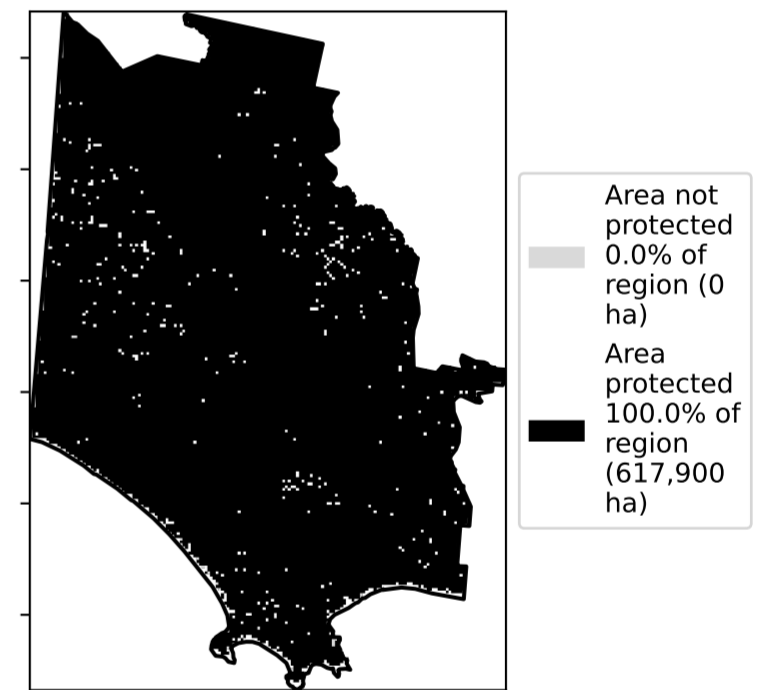 Area not
protected
0.0% of
region (0
ha)
Area
protected
100.0% of
region
(617,900
ha)